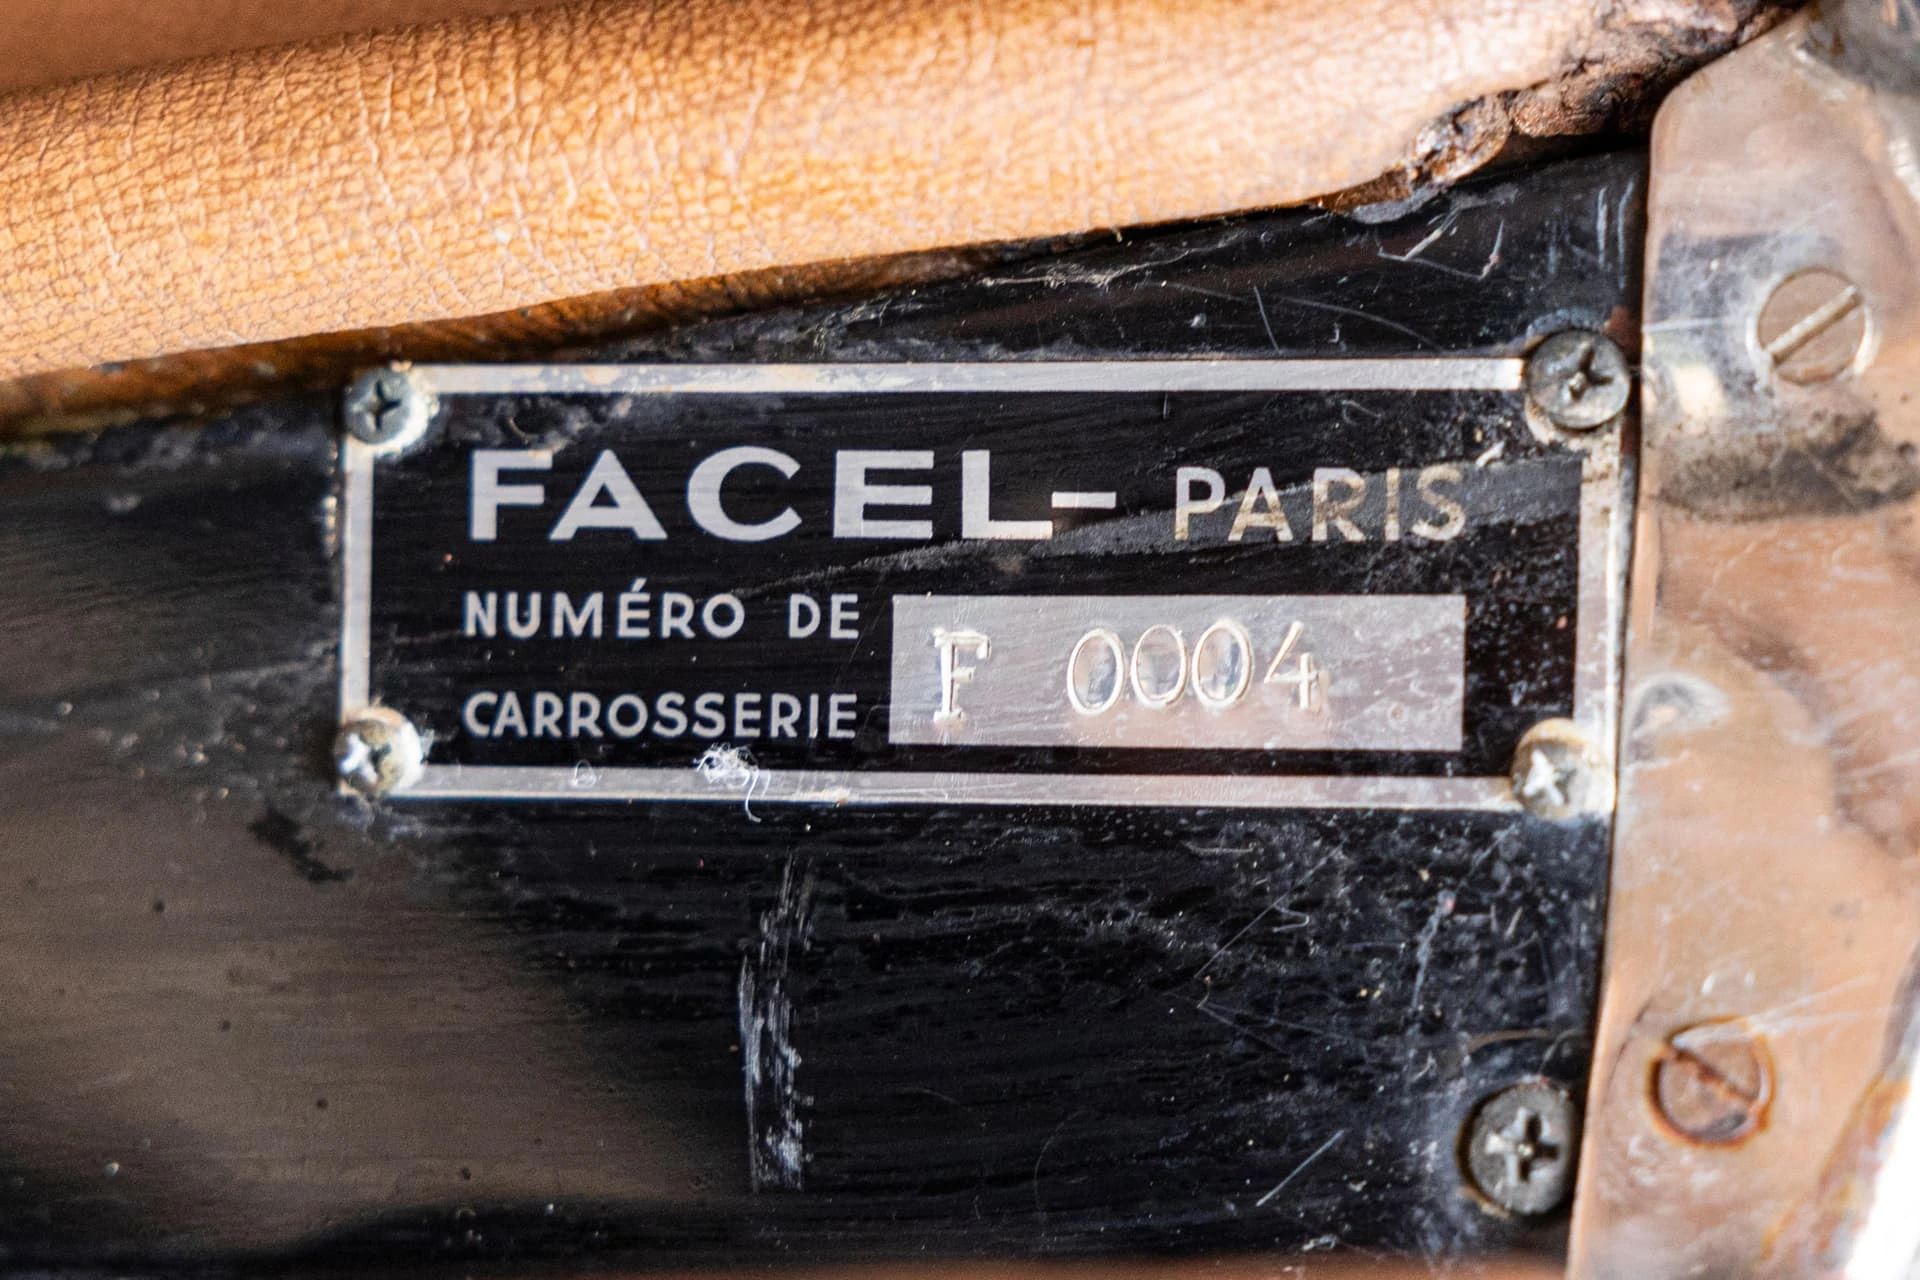 FACEL- PARIS
NUMÉRO DE
CARROSSERIE
F 0004